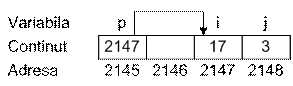 Variabila p i j
Continut 2147 17 3
Adresa 2145 2146 2147 2148